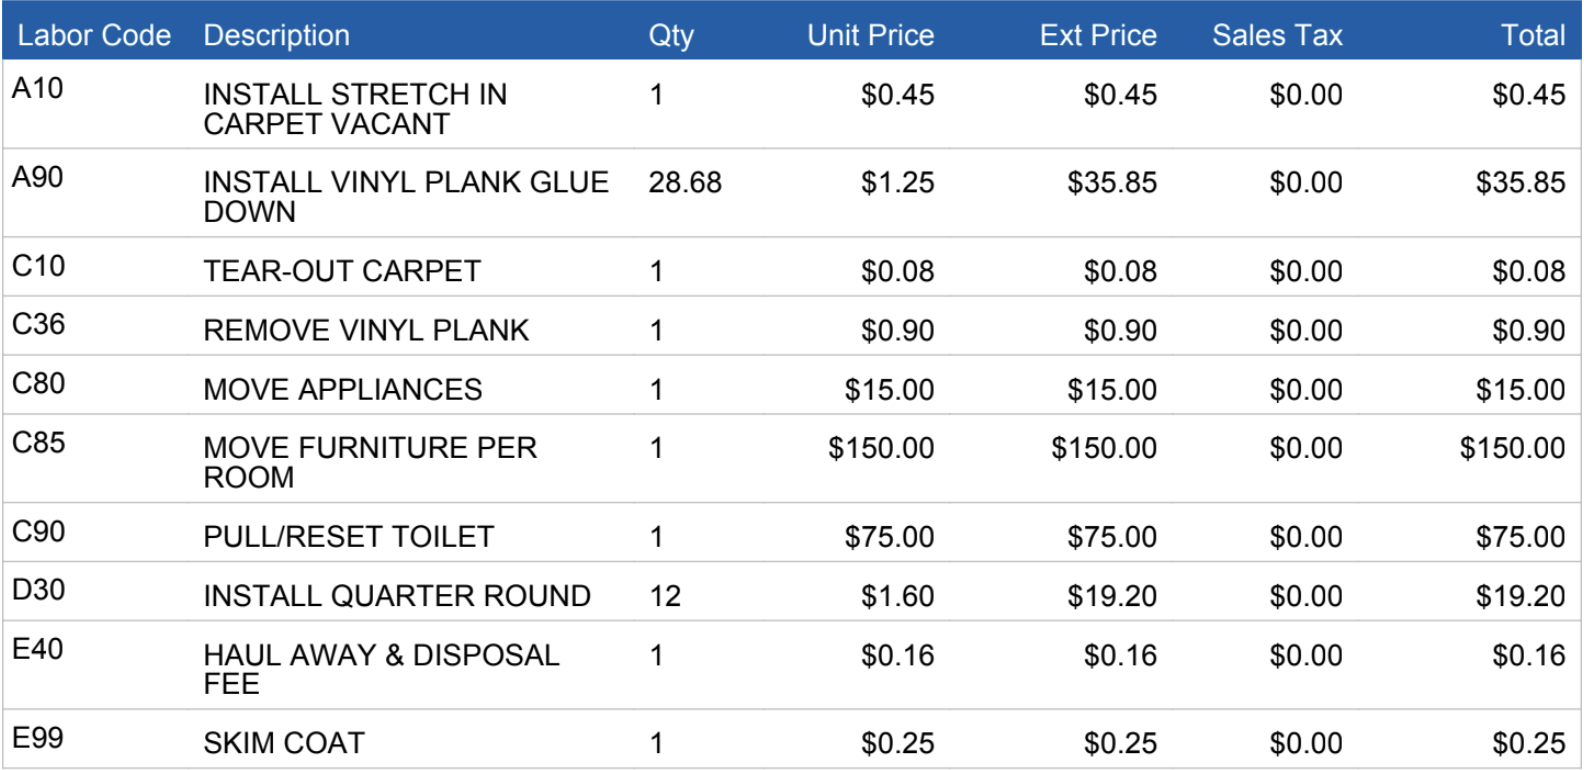 Labor Code Description Qty Unit Price Ext Price Sales Tax Total
A10 INSTALL STRETCH IN 1 $0.45 $0.45 $0.00 $0.45
CARPET VACANT
A90 INSTALL VINYL PLANK GLUE 28.68 $1.25 $35.85 $0.00 $35.85
DOWN
C10 TEAR-OUT CARPET 1 $0.08 $0.08 $0.00 $0.08
C36 REMOVE VINYL PLANK 1 $0.90 $0.90 $0.00 $0.90
C80 MOVE APPLIANCES 1 $15.00 $15.00 $0.00 $15.00
C85 MOVE FURNITURE PER 1 $150.00 $150.00 $0.00 $150.00
ROOM
C90 PULL/RESET TOILET 1 $75.00 $75.00 $0.00 $75.00
D30 INSTALL QUARTER ROUND 12 $1.60 $19.20 $0.00 $19.20
E40 HAUL AWAY & DISPOSAL 1 $0.16 $0.16 $0.00 $0.16
FEE
E99 SKIM COAT 1 $0.25 $0.25 $0.00 $0.25